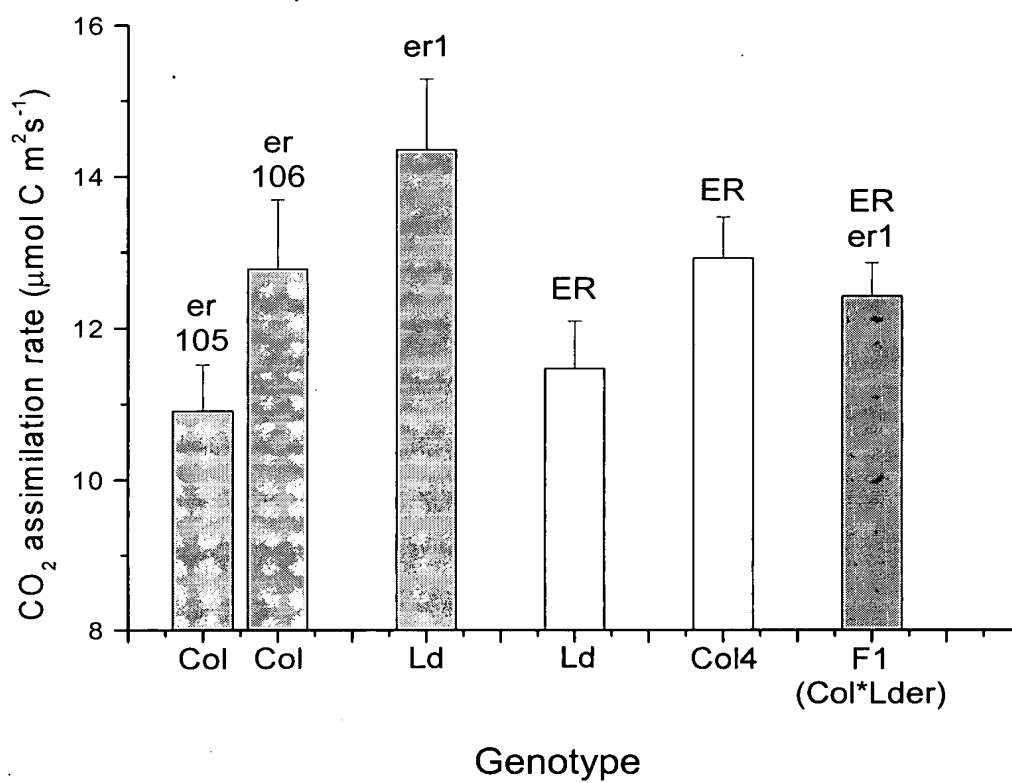 CO2 assimilation rate (µmol C m2s-1)
16
14
12
10
8
er
105
er
106
er1
ER
ER
ER
er1
Col
Col
Ld
Ld
Col4
F1
(Col*Lder)
Genotype